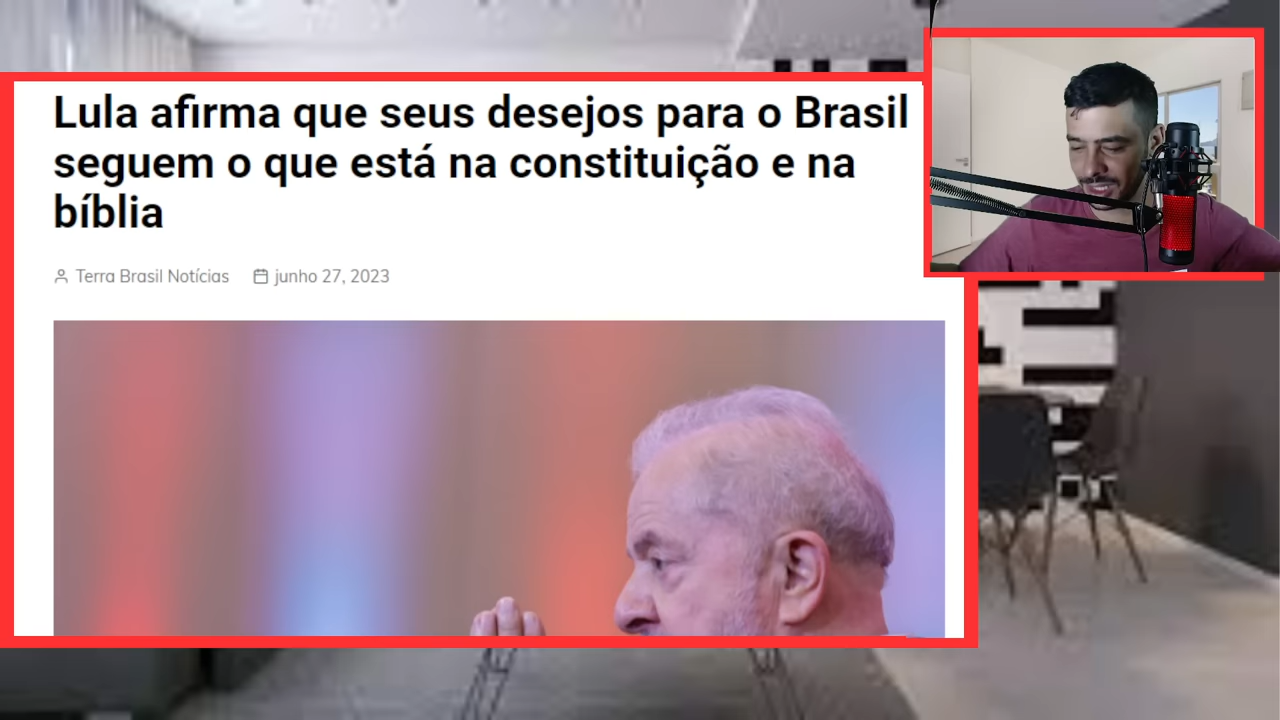 Lula afirma que seus desejos para o Brasil
seguem o que está na constituição e na
bíblia
Terra Brasil Notícias junho 27, 2023